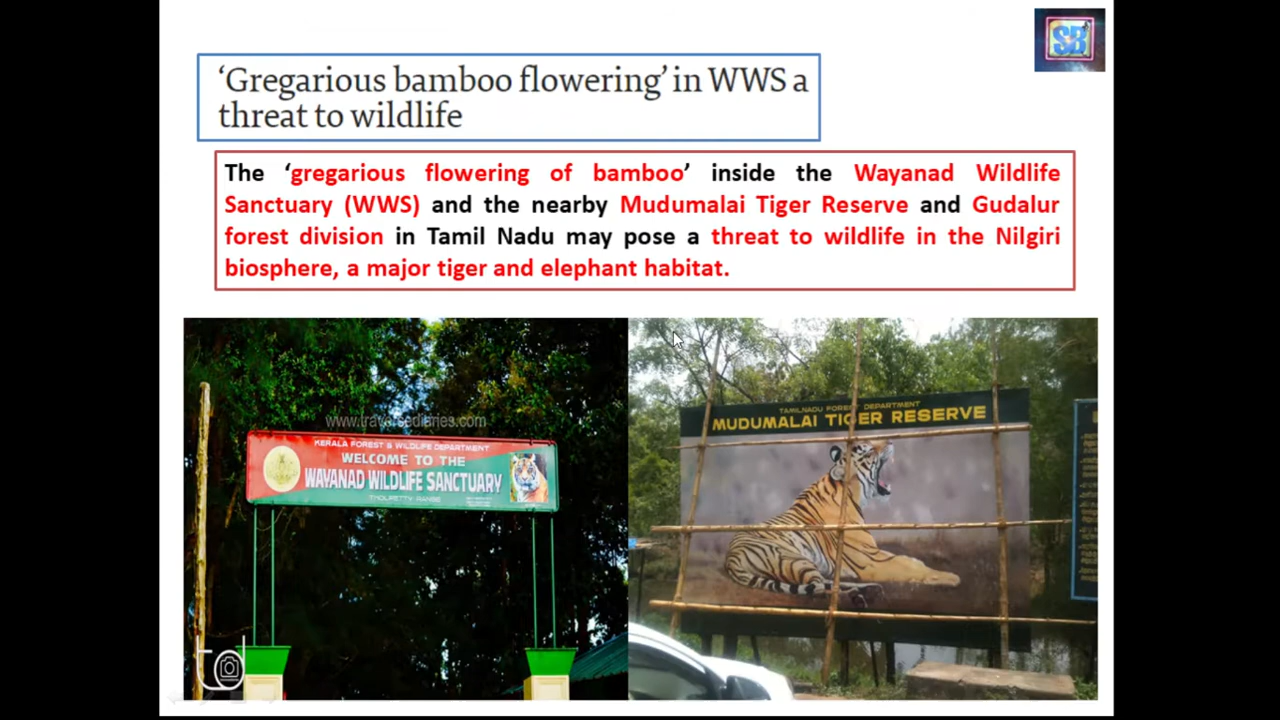 SB
‘Gregarious bamboo flowering’ in WWS a
threat to wildlife
The ‘gregarious flowering of bamboo’ inside the Wayanad Wildlife
Sanctuary (WWS) and the nearby Mudumalai Tiger Reserve and Gudalur
forest division in Tamil Nadu may pose a threat to wildlife in the Nilgiri
biosphere, a major tiger and elephant habitat.
www.traversediaries.com
KERALA FOREST & WILDLIFE DEPARTMENT
WELCOME TO THE
WAYANAD WILDLIFE SANCTUARY
THOLPETTY RANGE
td
TAMILNADU FOREST DEPARTMENT
MUDUMALAI TIGER RESERVE